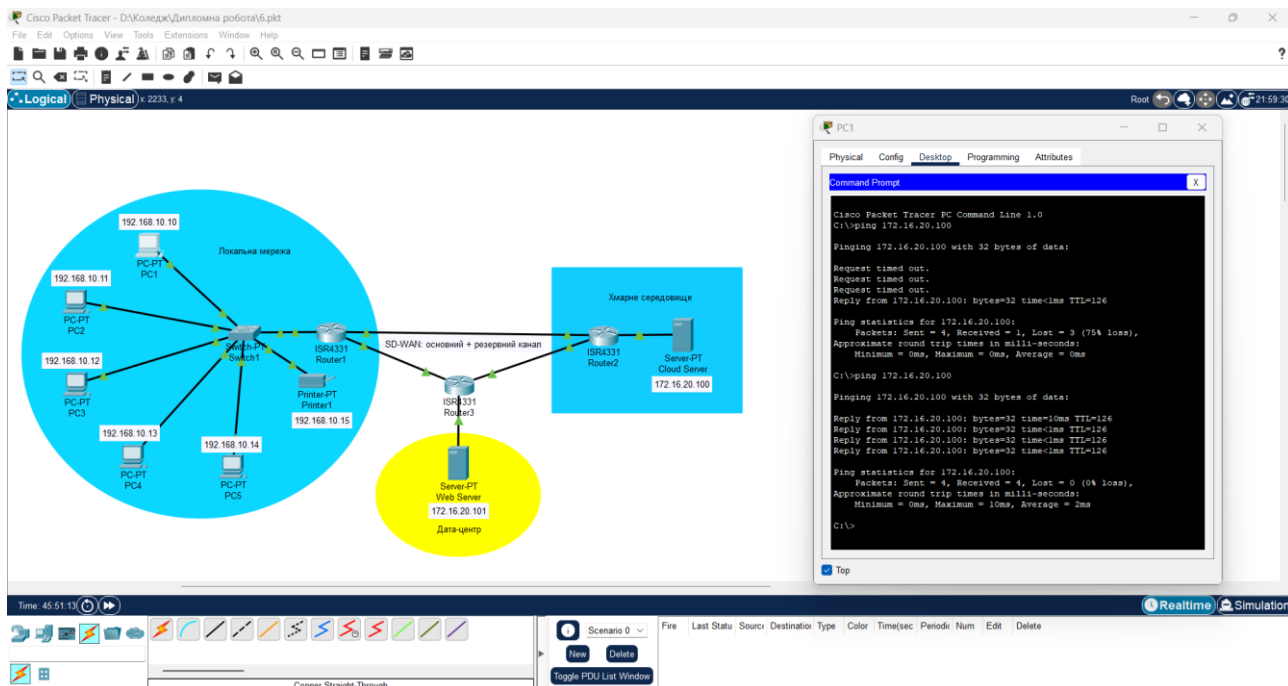 Cisco Packet Tracer - D:\Коледж\Дипломна робота\6.pkt
File Edit Options View Tools Extensions Window Help
?
Logical Physical x: 2233, y: 4 Root 21:59:30
192.168.10.10
PC-PT
PC1
Локальна мережа
192.168.10.11
PC-PT
PC2
192.168.10.12
PC-PT
PC3
192.168.10.13
PC-PT
PC4
192.168.10.14
PC-PT
PC5
Switch-PT
Switch1
ISR4331
Router1
Printer-PT
Printer1
192.168.10.15
SD-WAN: основний + резервний канал
ISR4331
Router3
Server-PT
Web Server
172.16.20.101
Дата-центр
Хмарне середовище
ISR4331
Router2
Server-PT
Cloud Server
172.16.20.100
PC1
Physical Config Desktop Programming Attributes
Command Prompt X
Cisco Packet Tracer PC Command Line 1.0
C:\>ping 172.16.20.100
Pinging 172.16.20.100 with 32 bytes of data:
Request timed out.
Request timed out.
Request timed out.
Reply from 172.16.20.100: bytes=32 time<1ms TTL=126
Ping statistics for 172.16.20.100:
Packets: Sent = 4, Received = 1, Lost = 3 (75% loss),
Approximate round trip times in milli-seconds:
Minimum = 0ms, Maximum = 0ms, Average = 0ms
C:\>ping 172.16.20.100
Pinging 172.16.20.100 with 32 bytes of data:
Reply from 172.16.20.100: bytes=32 time=10ms TTL=126
Reply from 172.16.20.100: bytes=32 time<1ms TTL=126
Reply from 172.16.20.100: bytes=32 time<1ms TTL=126
Reply from 172.16.20.100: bytes=32 time<1ms TTL=126
Ping statistics for 172.16.20.100:
Packets: Sent = 4, Received = 4, Lost = 0 (0% loss),
Approximate round trip times in milli-seconds:
Minimum = 0ms, Maximum = 10ms, Average = 2ms
C:\>
Top
Time: 45:51:13 Realtime Simulation
Scenario 0
New Delete
Toggle PDU List Window
Fire Last Statu Sourc Destination Type Color Time(sec Periodic Num Edit Delete
Copper Straight-Through